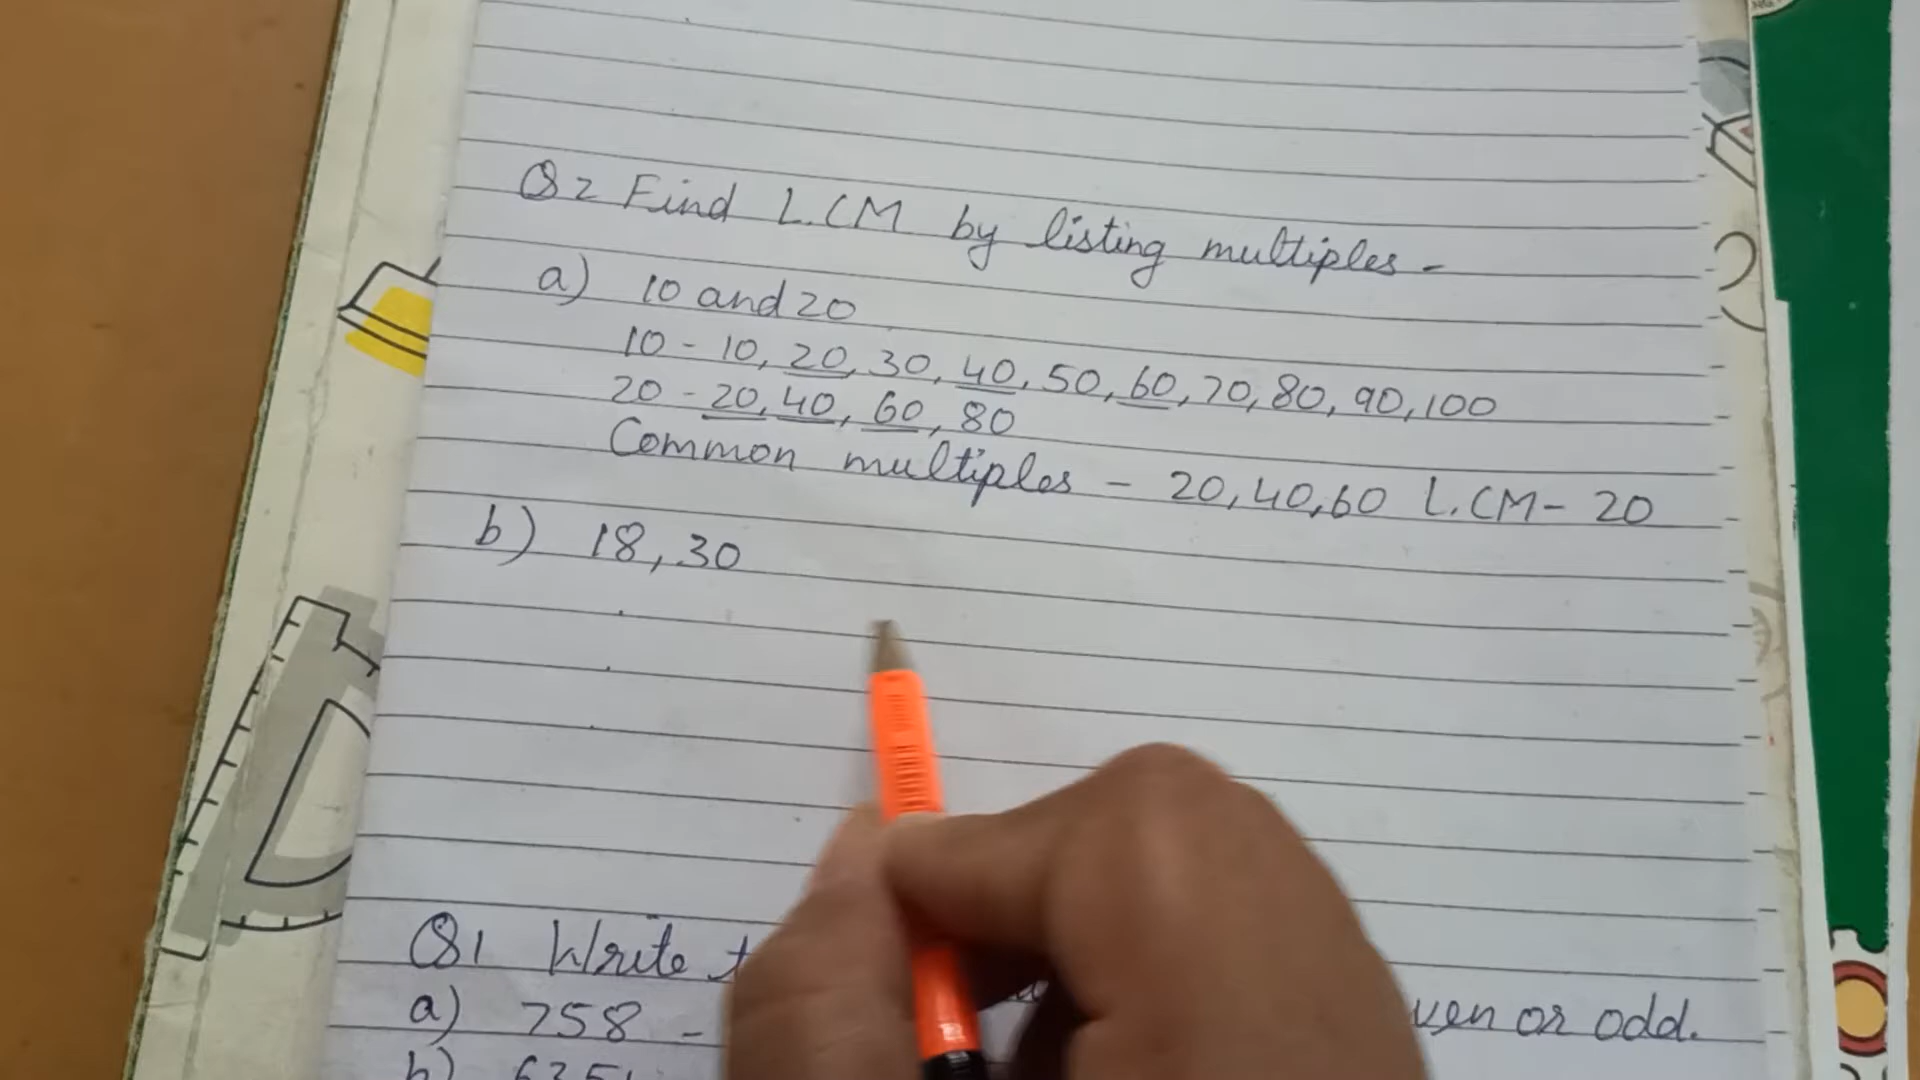 Q2 Find L.CM by listing multiples -
a) 10 and 20
10 - 10, 20, 30, 40, 50, 60, 70, 80, 90, 100
20 - 20, 40, 60, 80
Common multiples - 20, 40, 60 L.CM - 20
b) 18, 30
Q1 Write or odd.
a) 758 -
b)